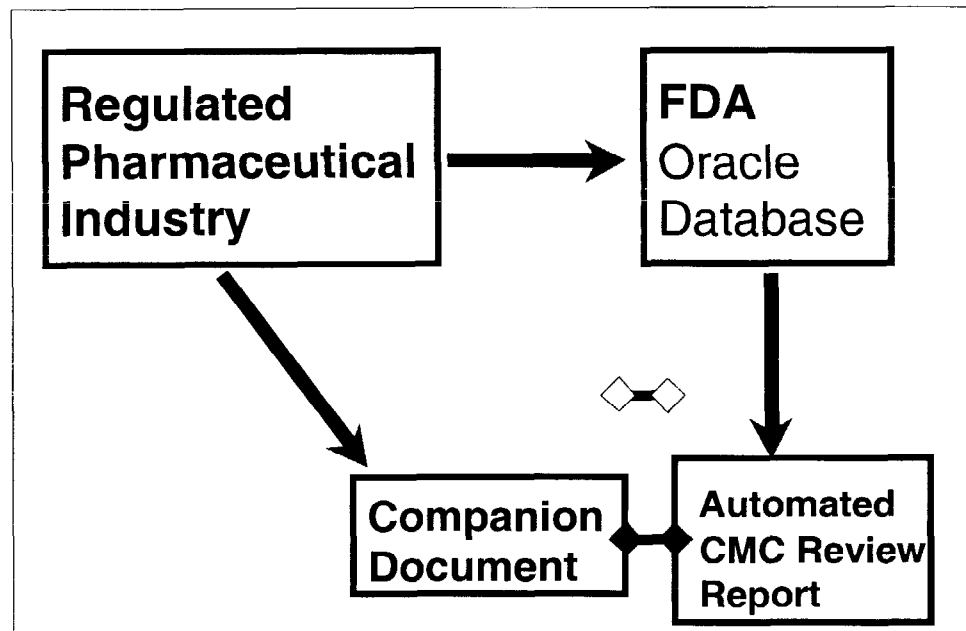 Regulated
Pharmaceutical
Industry
FDA
Oracle
Database
Companion
Document
Automated
CMC Review
Report